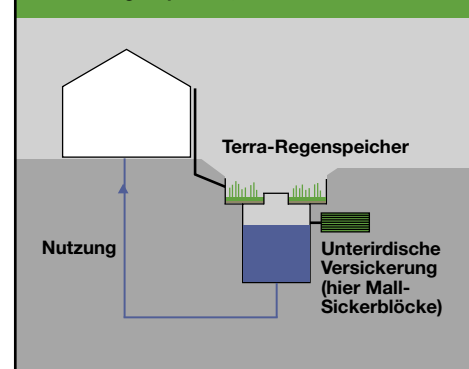 Terra-Regenspeicher
Nutzung
Unterirdische
Versickerung
(hier Mall-
Sickerblöcke)